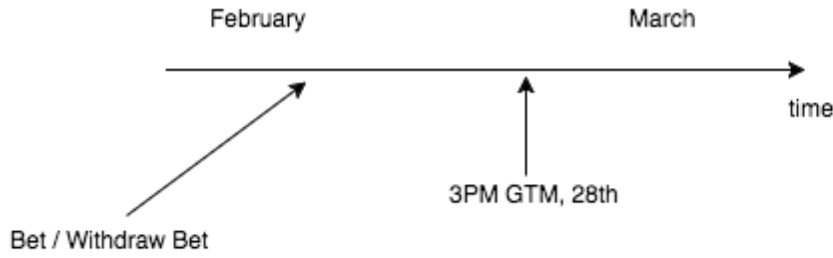 February
March
time
3PM GTM, 28th
Bet / Withdraw Bet